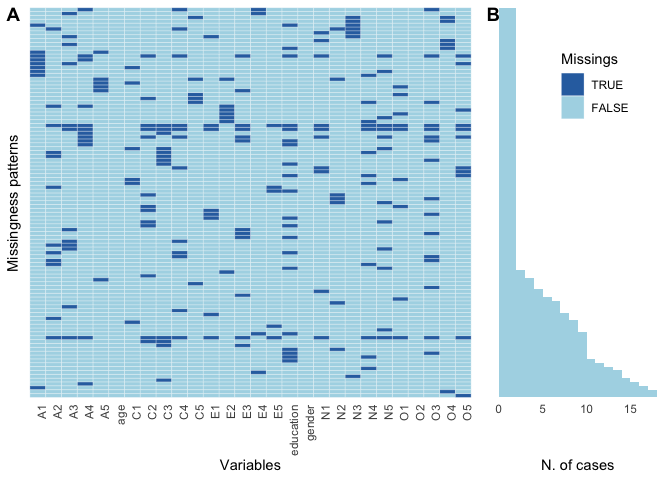 A
B
Missingness patterns
Missings
TRUE
FALSE
A1
A2
A3
A4
A5
age
C1
C2
C3
C4
C5
E1
E2
E3
E4
E5
education
gender
N1
N2
N3
N4
N5
O1
O2
O3
O4
O5
0
5
10
15
Variables
N. of cases